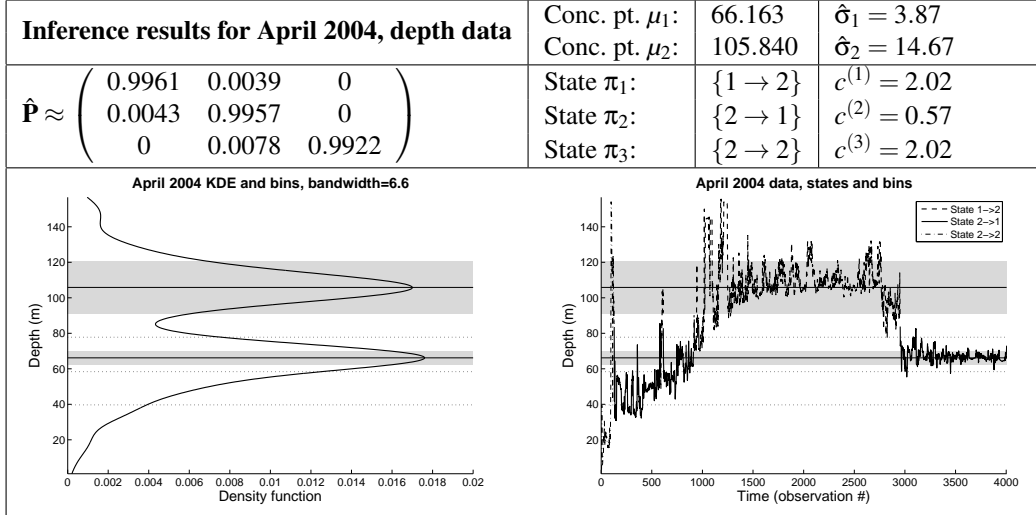 Inference results for April 2004, depth data
Conc. pt. μ1: 66.163 σ̂1 = 3.87
Conc. pt. μ2: 105.840 σ̂2 = 14.67
P̂ ≈ ( 0.9961 0.0039 0
0.0043 0.9957 0
0 0.0078 0.9922 )
State π1: {1 → 2} c(1) = 2.02
State π2: {2 → 1} c(2) = 0.57
State π3: {2 → 2} c(3) = 2.02
April 2004 KDE and bins, bandwidth=6.6
140
120
100
80
60
40
20
Depth (m)
0 0.002 0.004 0.006 0.008 0.01 0.012 0.014 0.016 0.018 0.02
Density function
April 2004 data, states and bins
State 1->2
State 2->1
State 2->2
140
120
100
80
60
40
20
Depth (m)
0 500 1000 1500 2000 2500 3000 3500 4000
Time (observation #)